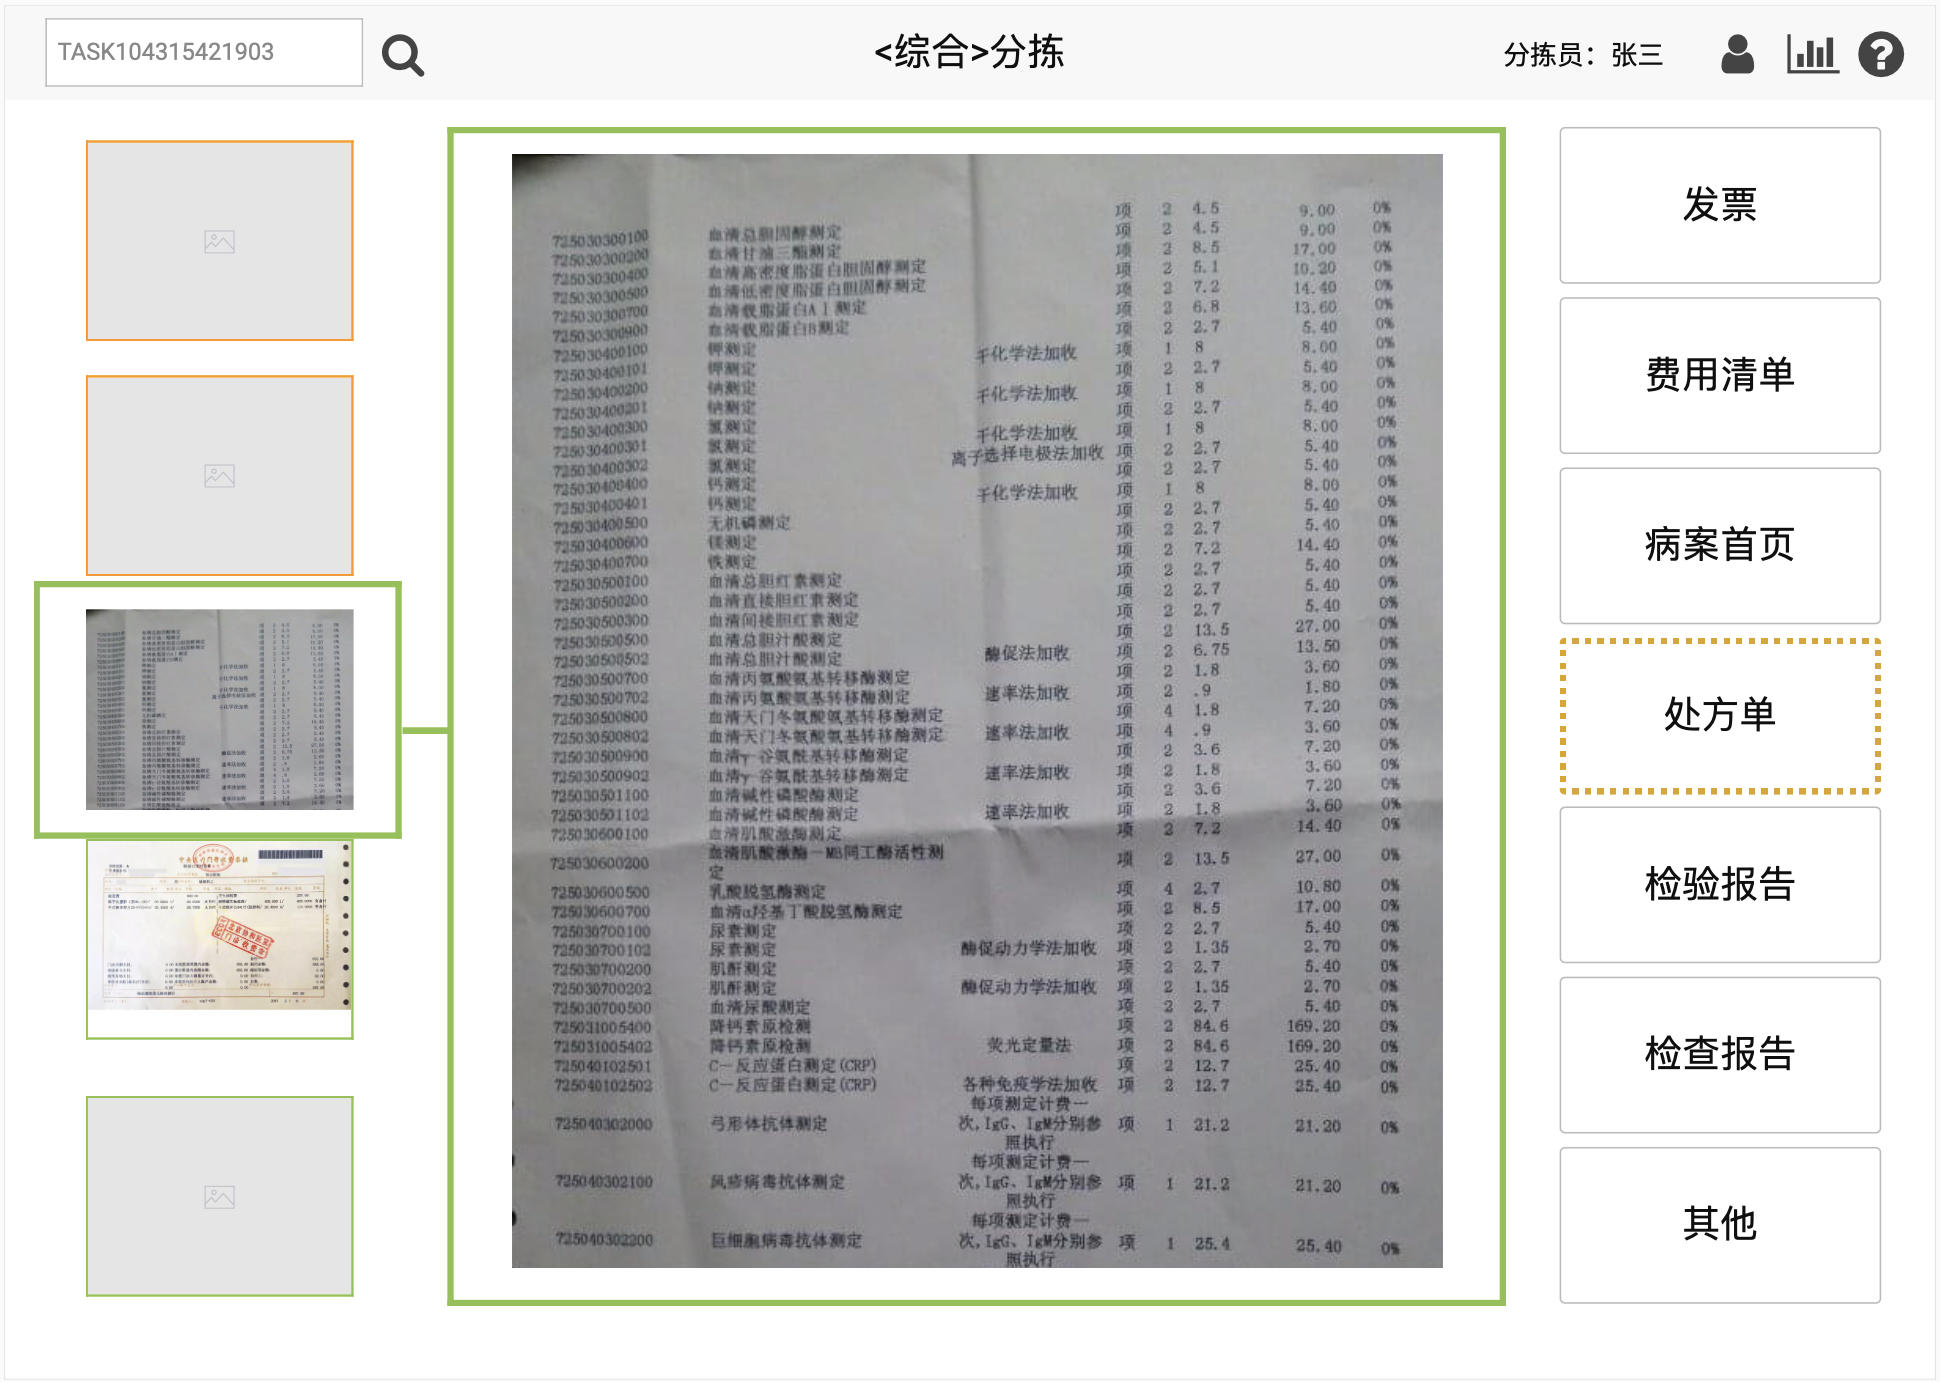 TASK104315421903
<综合>分拣
分拣员：张三
725030300100 血清总胆固醇测定 项 2 4.5 9.00 0%
725030300200 血清甘油三酯测定 项 2 4.5 9.00 0%
725030300400 血清高密度脂蛋白胆固醇测定 项 2 8.5 17.00 0%
725030300500 血清低密度脂蛋白胆固醇测定 项 2 5.1 10.20 0%
725030300700 血清载脂蛋白AⅠ测定 项 2 7.2 14.40 0%
725030300900 血清载脂蛋白B测定 项 2 6.8 13.60 0%
725030400100 钾测定 项 2 2.7 5.40 0%
725030400101 钾测定 干化学法加收 项 1 8 8.00 0%
725030400200 钠测定 项 2 2.7 5.40 0%
725030400201 钠测定 干化学法加收 项 1 8 8.00 0%
725030400300 氯测定 项 2 2.7 5.40 0%
725030400301 氯测定 干化学法加收 项 1 8 8.00 0%
725030400302 氯测定 离子选择电极法加收 项 2 2.7 5.40 0%
725030400400 钙测定 项 2 2.7 5.40 0%
725030400401 钙测定 干化学法加收 项 1 8 8.00 0%
725030400500 无机磷测定 项 2 2.7 5.40 0%
725030400600 镁测定 项 2 2.7 5.40 0%
725030400700 铁测定 项 2 7.2 14.40 0%
725030500100 血清总胆红素测定 项 2 2.7 5.40 0%
725030500200 血清直接胆红素测定 项 2 2.7 5.40 0%
725030500300 血清间接胆红素测定 项 2 2.7 5.40 0%
725030500500 血清总胆汁酸测定 项 2 13.5 27.00 0%
725030500502 血清总胆汁酸测定 酶促法加收 项 2 6.75 13.50 0%
725030500700 血清丙氨酸氨基转移酶测定 项 2 1.8 3.60 0%
725030500702 血清丙氨酸氨基转移酶测定 速率法加收 项 2 .9 1.80 0%
725030500800 血清天门冬氨酸氨基转移酶测定 项 4 1.8 7.20 0%
725030500802 血清天门冬氨酸氨基转移酶测定 速率法加收 项 4 .9 3.60 0%
725030500900 血清γ-谷氨酰基转移酶测定 项 2 3.6 7.20 0%
725030500902 血清γ-谷氨酰基转移酶测定 速率法加收 项 2 1.8 3.60 0%
725030501100 血清碱性磷酸酶测定 项 2 3.6 7.20 0%
725030501102 血清碱性磷酸酶测定 速率法加收 项 2 1.8 3.60 0%
725030600100 血清肌酸激酶测定 项 2 7.2 14.40 0%
725030600200 血清肌酸激酶－MB同工酶活性测 项 2 13.5 27.00 0%
定
725030600500 乳酸脱氢酶测定 项 4 2.7 10.80 0%
725030600700 血清α羟基丁酸脱氢酶测定 项 2 8.5 17.00 0%
725030700100 尿素测定 项 2 2.7 5.40 0%
725030700102 尿素测定 酶促动力学法加收 项 2 1.35 2.70 0%
725030700200 肌酐测定 项 2 2.7 5.40 0%
725030700202 肌酐测定 酶促动力学法加收 项 2 1.35 2.70 0%
725030700500 血清尿酸测定 项 2 2.7 5.40 0%
725031005400 降钙素原检测 项 2 84.6 169.20 0%
725031005402 降钙素原检测 荧光定量法 项 2 84.6 169.20 0%
725040102501 C－反应蛋白测定(CRP) 项 2 12.7 25.40 0%
725040102502 C－反应蛋白测定(CRP) 各种免疫学法加收 项 2 12.7 25.40 0%
每项测定计费一
725040302000 弓形体抗体测定 次,IgG、IgM分别参 项 1 21.2 21.20 0%
照执行
每项测定计费一
725040302100 风疹病毒抗体测定 次,IgG、IgM分别参 项 1 21.2 21.20 0%
照执行
每项测定计费一
725040302200 巨细胞病毒抗体测定 次,IgG、IgM分别参 项 1 25.4 25.40 0%
照执行
发票
费用清单
病案首页
处方单
检验报告
检查报告
其他